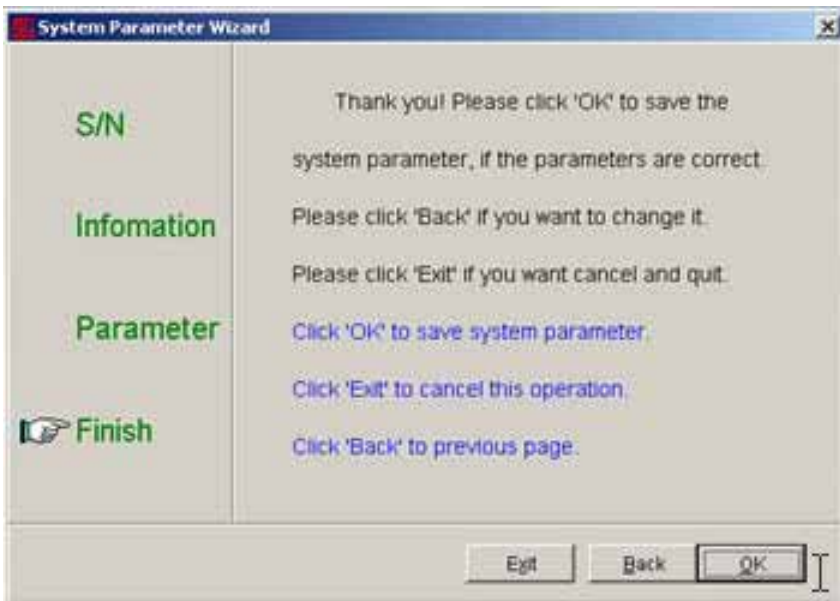 System Parameter Wizard
S/N
Infomation
Parameter
Finish
Thank you! Please click 'OK' to save the
system parameter, if the parameters are correct.
Please click 'Back' if you want to change it.
Please click 'Exit' if you want cancel and quit.
Click 'OK' to save system parameter.
Click 'Exit' to cancel this operation.
Click 'Back' to previous page.
Exit
Back
OK